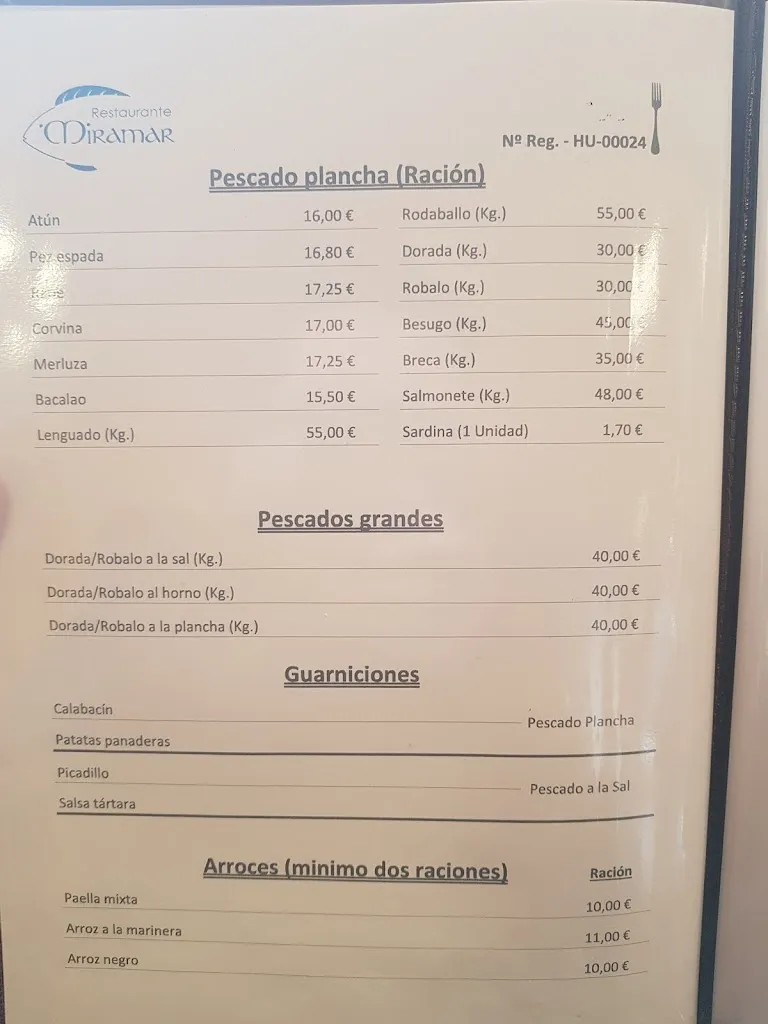 Restaurante
MIRAMAR
Nº Reg. - HU-00024
Pescado plancha (Ración)
Atún 16,00 €
Pez espada 16,80 €
Rape 17,25 €
Corvina 17,00 €
Merluza 17,25 €
Bacalao 15,50 €
Lenguado (Kg.) 55,00 €
Rodaballo (Kg.) 55,00 €
Dorada (Kg.) 30,00 €
Robalo (Kg.) 30,00 €
Besugo (Kg.) 45,00 €
Breca (Kg.) 35,00 €
Salmonete (Kg.) 48,00 €
Sardina (1 Unidad) 1,70 €
Pescados grandes
Dorada/Robalo a la sal (Kg.) 40,00 €
Dorada/Robalo al horno (Kg.) 40,00 €
Dorada/Robalo a la plancha (Kg.) 40,00 €
Guarniciones
Calabacín
Pescado Plancha
Patatas panaderas
Picadillo
Pescado a la Sal
Salsa tártara
Arroces (minimo dos raciones) Ración
Paella mixta 10,00 €
Arroz a la marinera 11,00 €
Arroz negro 10,00 €